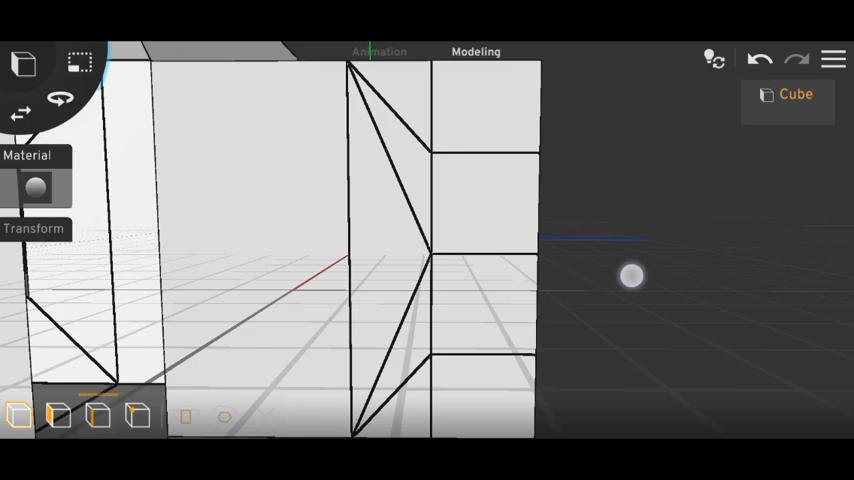 Animation
Modeling
Cube
Material
Transform